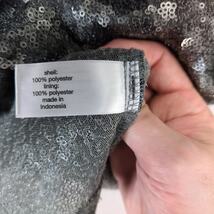 shell:
100% polyester
lining:
100% polyester
made in
indonesia